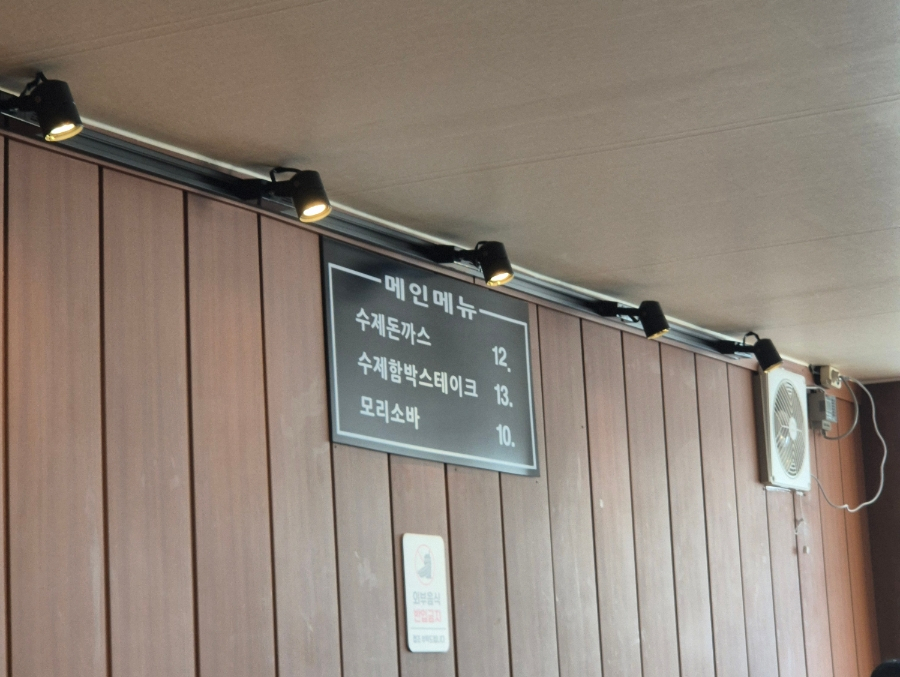 메인메뉴
수제돈까스 12.
수제함박스테이크 13.
모리소바 10.
외부음식
반입금지